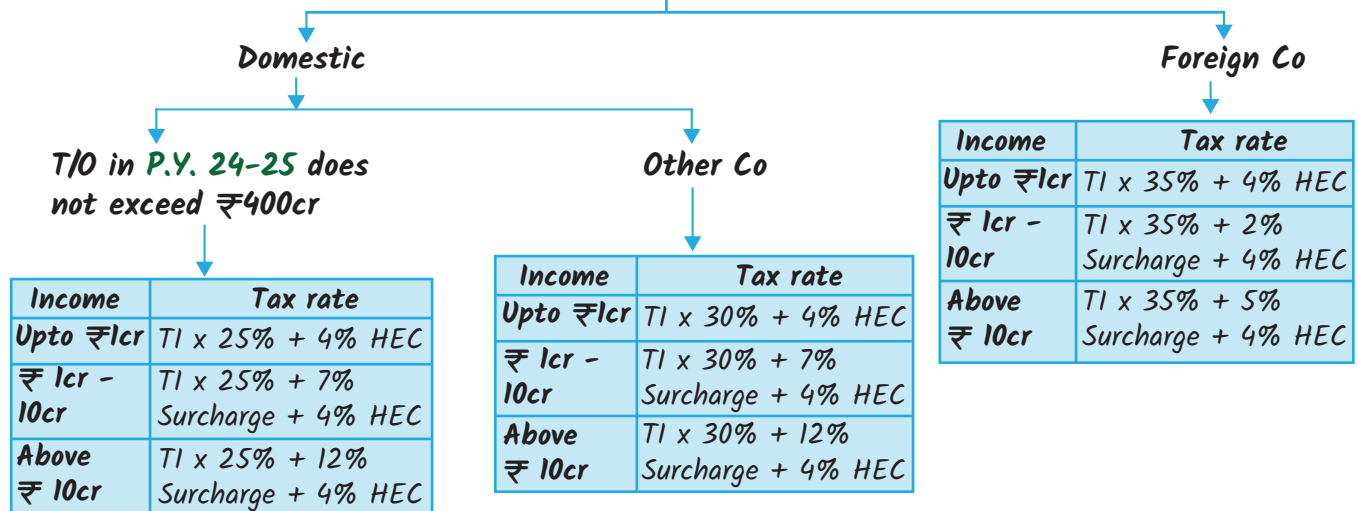 Domestic
Foreign Co
T/O in P.Y. 24-25 does
not exceed ₹400cr
Income Tax rate
Upto ₹1cr TI x 25% + 4% HEC
₹ 1cr -
10cr
TI x 25% + 7%
Surcharge + 4% HEC
Above
₹ 10cr
TI x 25% + 12%
Surcharge + 4% HEC
Other Co
Income Tax rate
Upto ₹1cr TI x 30% + 4% HEC
₹ 1cr -
10cr
TI x 30% + 7%
Surcharge + 4% HEC
Above
₹ 10cr
TI x 30% + 12%
Surcharge + 4% HEC
Income Tax rate
Upto ₹1cr TI x 35% + 4% HEC
₹ 1cr -
10cr
TI x 35% + 2%
Surcharge + 4% HEC
Above
₹ 10cr
TI x 35% + 5%
Surcharge + 4% HEC